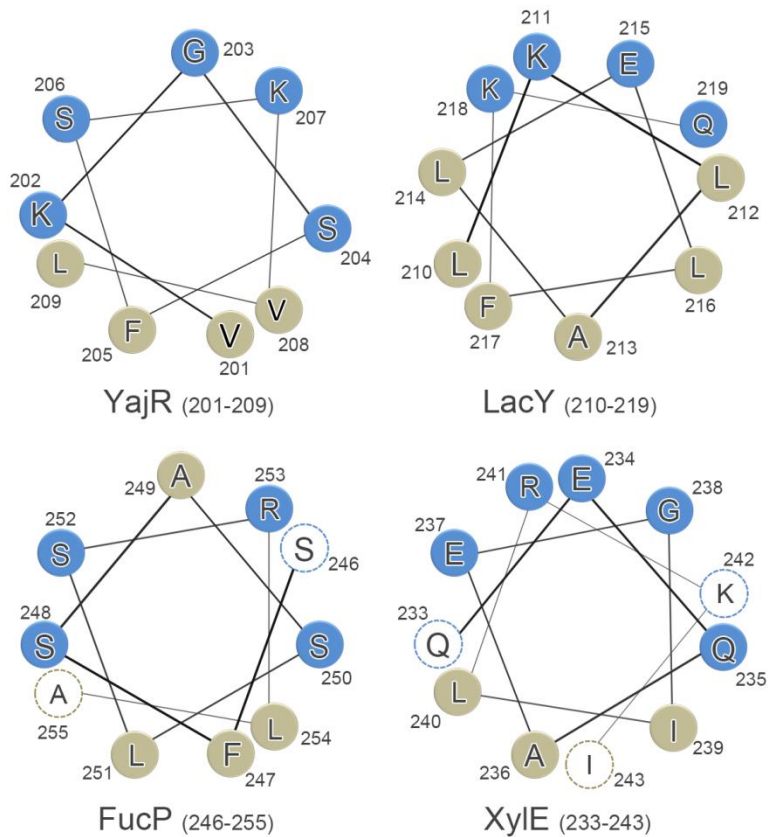 G 203
206 S
K 207
202 K
S 204
L 209
F 205
V 201
V 208
YajR (201-209)
211 K
215 E
218 K
219 Q
214 L
L 212
210 L
L 216
F 217
A 213
LacY (210-219)
A 249
253 R
252 S
S 246
248 S
S 250
A 255
L 254
L 251
F 247
FucP (246-255)
241 R
E 234
G 238
237 E
242 K
233 Q
Q 235
L 240
I 239
A 236
I 243
XylE (233-243)